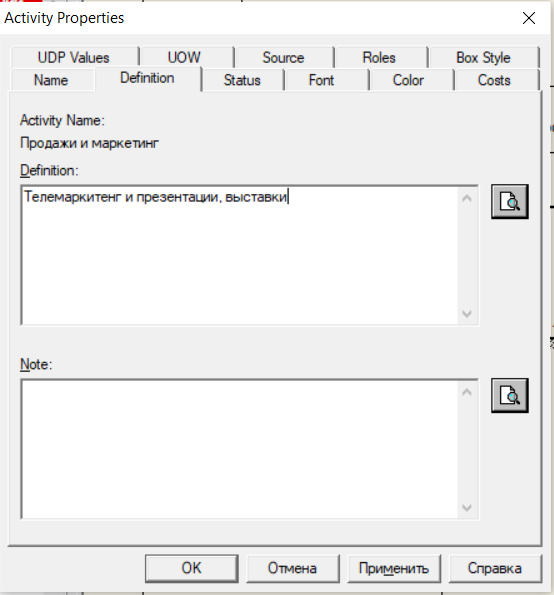 Activity Properties
UDP Values UOW Source Roles Box Style
Name Definition Status Font Color Costs
Activity Name:
Продажи и маркетинг
Definition:
Телемаркитенг и презентации, выставки
Note:
OK Отмена Применить Справка